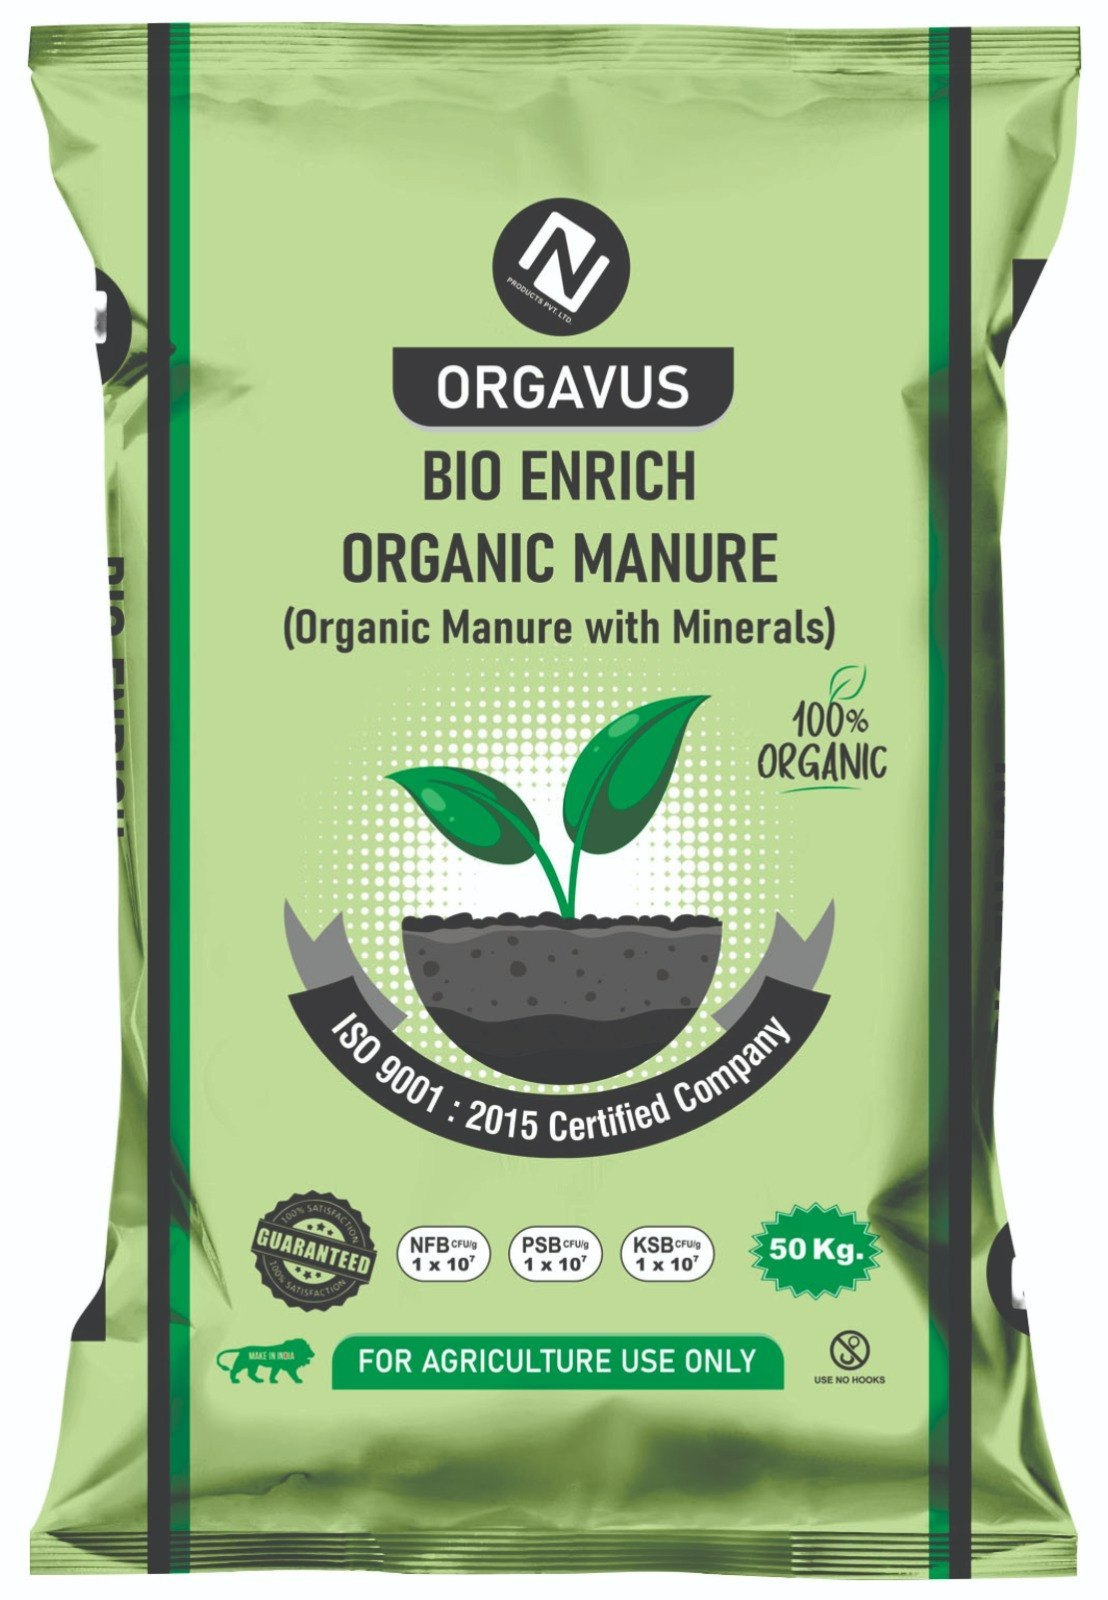 N
PRODUCTS PVT. LTD.
ORGAVUS
BIO ENRICH
ORGANIC MANURE
(Organic Manure with Minerals)
100%
ORGANIC
ISO 9001 : 2015 Certified Company
100% SATISFACTION
GUARANTEED
100% SATISFACTION
NFB CFU/g
1 x 10⁷
PSB CFU/g
1 x 10⁷
KSB CFU/g
1 x 10⁷
50 Kg.
MAKE IN INDIA
FOR AGRICULTURE USE ONLY
USE NO HOOKS
BIO ENRICH